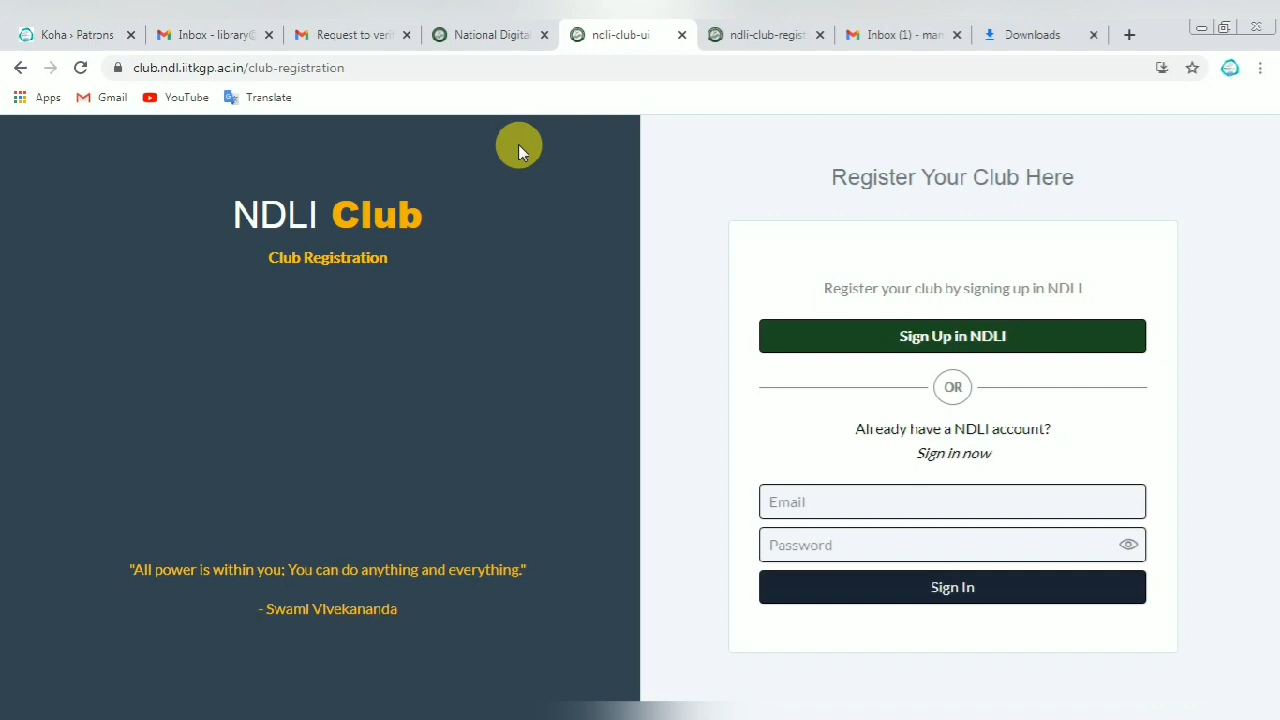 Koha › Patrons
Inbox - library@
Request to verif
National Digita
ncli-club-ui
ndli-club-regist
Inbox (1) - man
Downloads
club.ndl.iitkgp.ac.in/club-registration
Apps
Gmail
YouTube
Translate
NDLI Club
Club Registration
"All power is within you; You can do anything and everything."
- Swami Vivekananda
Register Your Club Here
Register your club by signing up in NDLI
Sign Up in NDLI
OR
Already have a NDLI account?
Sign in now
Email
Password
Sign In